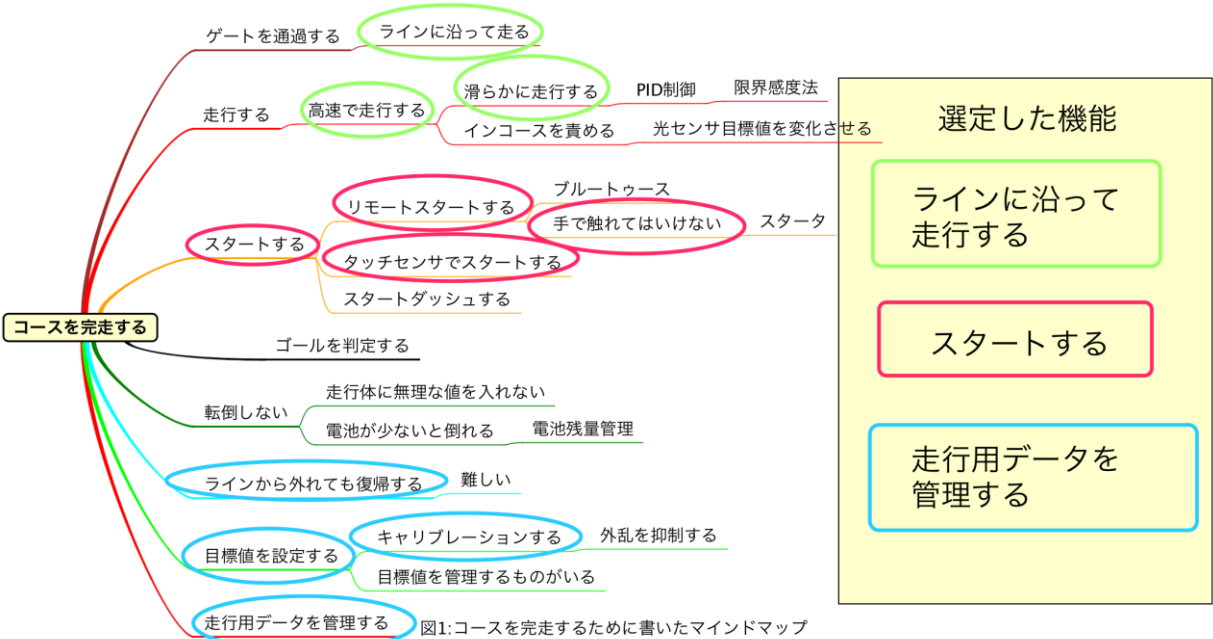 コースを完走する
ゲートを通過する
ラインに沿って走る
走行する
高速で走行する
滑らかに走行する
PID制御
限界感度法
インコースを責める
光センサ目標値を変化させる
スタートする
リモートスタートする
ブルートゥース
手で触れてはいけない
スタータ
タッチセンサでスタートする
スタートダッシュする
ゴールを判定する
転倒しない
走行体に無理な値を入れない
電池が少ないと倒れる
電池残量管理
ラインから外れても復帰する
難しい
目標値を設定する
キャリブレーションする
外乱を抑制する
目標値を管理するものがいる
走行用データを管理する
図1:コースを完走するために書いたマインドマップ
選定した機能
ラインに沿って
走行する
スタートする
走行用データを
管理する